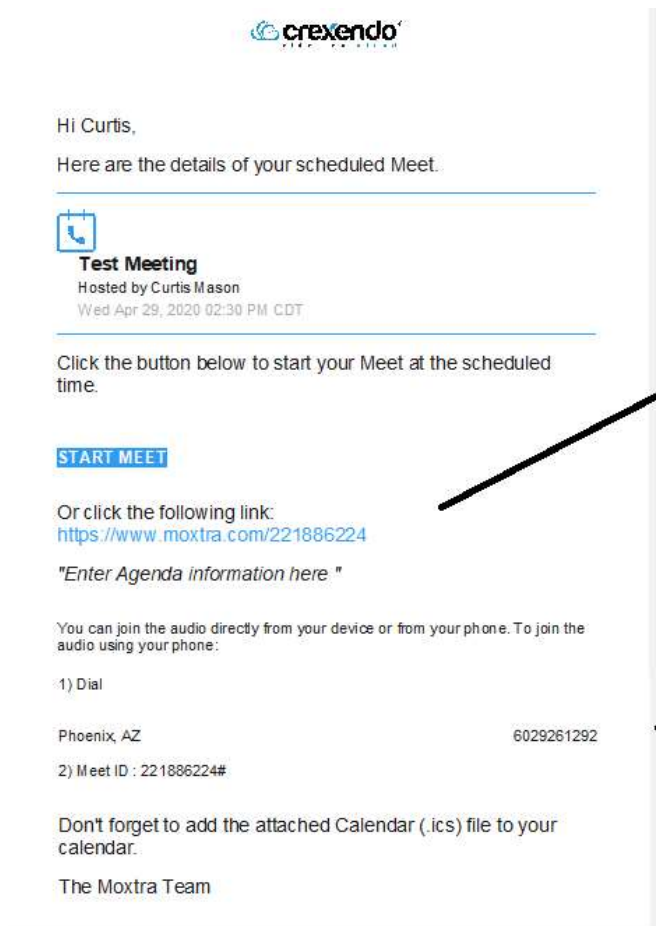 crexendo
Hi Curtis,
Here are the details of your scheduled Meet.
Test Meeting
Hosted by Curtis Mason
Wed Apr 29, 2020 02:30 PM CDT
Click the button below to start your Meet at the scheduled
time.
START MEET
Or click the following link:
https://www.moxtra.com/221886224
"Enter Agenda information here "
You can join the audio directly from your device or from your phone. To join the
audio using your phone:
1) Dial
Phoenix, AZ 6029261292
2) Meet ID : 221886224#
Don't forget to add the attached Calendar (.ics) file to your
calendar.
The Moxtra Team